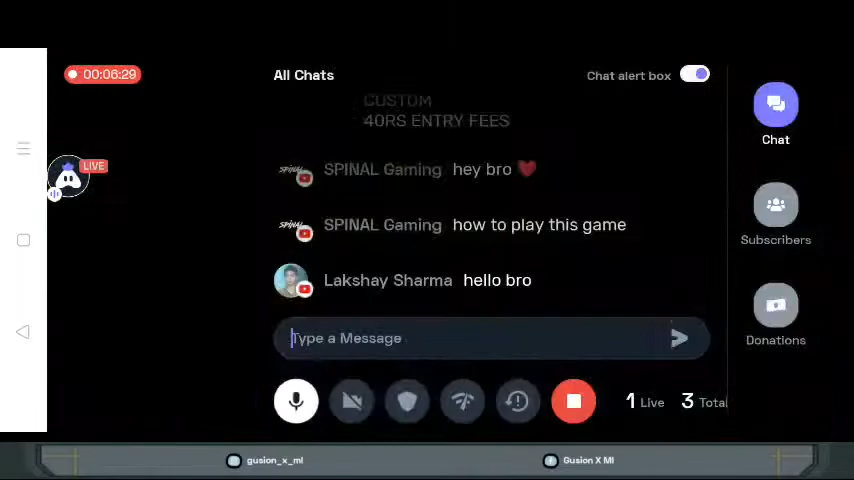 00:06:29
All Chats
Chat alert box
CUSTOM
40RS ENTRY FEES
Chat
LIVE
SPINAL Gaming hey bro ❤️
SPINAL Gaming how to play this game
Subscribers
Lakshay Sharma hello bro
Type a Message
Donations
1 Live 3 Total
gusion_x_ml
Gusion X Ml